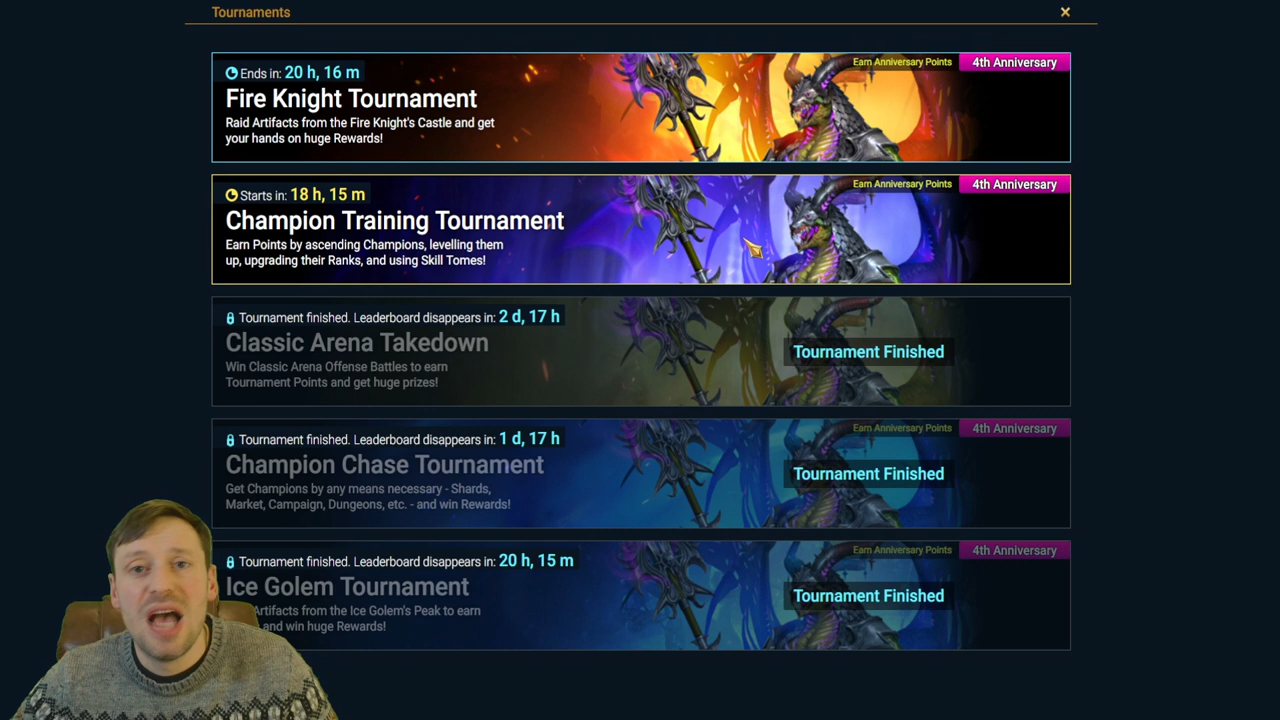 Tournaments
Ends in: 20 h, 16 m
Earn Anniversary Points
4th Anniversary
Fire Knight Tournament
Raid Artifacts from the Fire Knight's Castle and get
your hands on huge Rewards!
Starts in: 18 h, 15 m
Earn Anniversary Points
4th Anniversary
Champion Training Tournament
Earn Points by ascending Champions, levelling them
up, upgrading their Ranks, and using Skill Tomes!
Tournament finished. Leaderboard disappears in: 2 d, 17 h
Classic Arena Takedown
Tournament Finished
Win Classic Arena Offense Battles to earn
Tournament Points and get huge prizes!
Tournament finished. Leaderboard disappears in: 1 d, 17 h
Earn Anniversary Points
4th Anniversary
Champion Chase Tournament
Tournament Finished
Get Champions by any means necessary - Shards,
Market, Campaign, Dungeons, etc. - and win Rewards!
Tournament finished. Leaderboard disappears in: 20 h, 15 m
Earn Anniversary Points
4th Anniversary
Ice Golem Tournament
Tournament Finished
Artifacts from the Ice Golem's Peak to earn
and win huge Rewards!